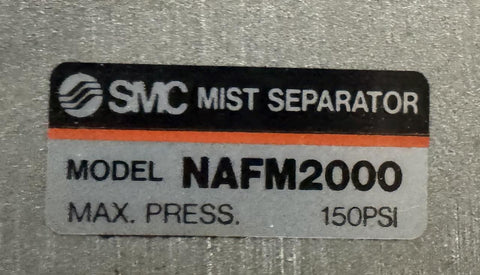 SMC MIST SEPARATOR
MODEL NAFM2000
MAX. PRESS. 150PSI